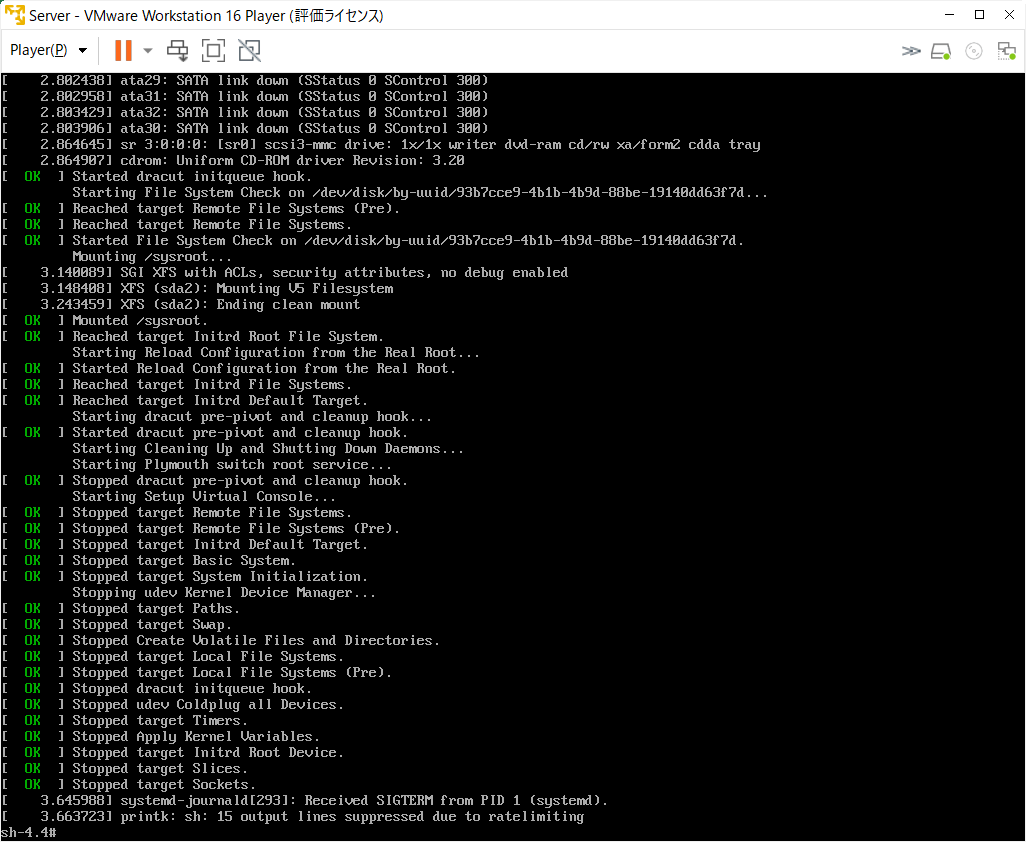 Server - VMware Workstation 16 Player (評価ライセンス)
Player(P)
[    2.802438] ata29: SATA link down (SStatus 0 SControl 300)
[    2.802958] ata31: SATA link down (SStatus 0 SControl 300)
[    2.803429] ata32: SATA link down (SStatus 0 SControl 300)
[    2.803906] ata30: SATA link down (SStatus 0 SControl 300)
[    2.864645] sr 3:0:0:0: [sr0] scsi3-mmc drive: 1x/1x writer dvd-ram cd/rw xa/form2 cdda tray
[    2.864907] cdrom: Uniform CD-ROM driver Revision: 3.20
[  OK  ] Started dracut initqueue hook.
         Starting File System Check on /dev/disk/by-uuid/93b7cce9-4b1b-4b9d-88be-19140dd63f7d...
[  OK  ] Reached target Remote File Systems (Pre).
[  OK  ] Reached target Remote File Systems.
[  OK  ] Started File System Check on /dev/disk/by-uuid/93b7cce9-4b1b-4b9d-88be-19140dd63f7d.
         Mounting /sysroot...
[    3.140089] SGI XFS with ACLs, security attributes, no debug enabled
[    3.148408] XFS (sda2): Mounting V5 Filesystem
[    3.243459] XFS (sda2): Ending clean mount
[  OK  ] Mounted /sysroot.
[  OK  ] Reached target Initrd Root File System.
         Starting Reload Configuration from the Real Root...
[  OK  ] Started Reload Configuration from the Real Root.
[  OK  ] Reached target Initrd File Systems.
[  OK  ] Reached target Initrd Default Target.
         Starting dracut pre-pivot and cleanup hook...
[  OK  ] Started dracut pre-pivot and cleanup hook.
         Starting Cleaning Up and Shutting Down Daemons...
         Starting Plymouth switch root service...
[  OK  ] Stopped dracut pre-pivot and cleanup hook.
         Starting Setup Virtual Console...
[  OK  ] Stopped target Remote File Systems.
[  OK  ] Stopped target Remote File Systems (Pre).
[  OK  ] Stopped target Initrd Default Target.
[  OK  ] Stopped target Basic System.
[  OK  ] Stopped target System Initialization.
         Stopping udev Kernel Device Manager...
[  OK  ] Stopped target Paths.
[  OK  ] Stopped target Swap.
[  OK  ] Stopped Create Volatile Files and Directories.
[  OK  ] Stopped target Local File Systems.
[  OK  ] Stopped target Local File Systems (Pre).
[  OK  ] Stopped dracut initqueue hook.
[  OK  ] Stopped udev Coldplug all Devices.
[  OK  ] Stopped target Timers.
[  OK  ] Stopped Apply Kernel Variables.
[  OK  ] Stopped target Initrd Root Device.
[  OK  ] Stopped target Slices.
[  OK  ] Stopped target Sockets.
[    3.645988] systemd-journald[293]: Received SIGTERM from PID 1 (systemd).
[    3.663723] printk: sh: 15 output lines suppressed due to ratelimiting
sh-4.4#